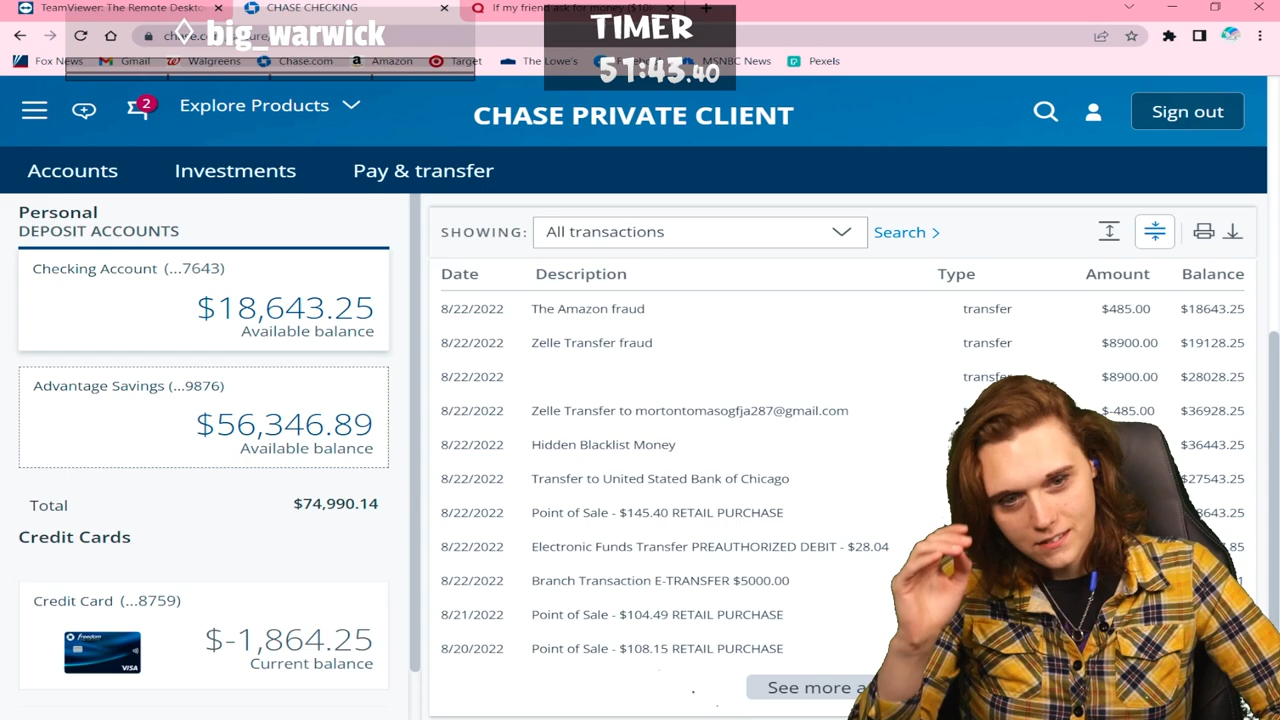 TeamViewer: The Remote Deskto
CHASE CHECKING
If my friend ask for money ($10
big_warwick
TIMER
51:43.40
Fox News
Gmail
Walgreens
Chase.com
Amazon
Target
The Lowe's
MSNBC News
Pexels
2
Explore Products
CHASE PRIVATE CLIENT
Sign out
Accounts
Investments
Pay & transfer
Personal
DEPOSIT ACCOUNTS
Checking Account (...7643)
$18,643.25
Available balance
Advantage Savings (...9876)
$56,346.89
Available balance
Total $74,990.14
Credit Cards
Credit Card (...8759)
freedom
VISA
$-1,864.25
Current balance
SHOWING: All transactions Search >
Date Description Type Amount Balance
8/22/2022 The Amazon fraud transfer $485.00 $18643.25
8/22/2022 Zelle Transfer fraud transfer $8900.00 $19128.25
8/22/2022 transfe $8900.00 $28028.25
8/22/2022 Zelle Transfer to mortontomasogfja287@gmail.com $-485.00 $36928.25
8/22/2022 Hidden Blacklist Money $36443.25
8/22/2022 Transfer to United Stated Bank of Chicago $27543.25
8/22/2022 Point of Sale - $145.40 RETAIL PURCHASE 8643.25
8/22/2022 Electronic Funds Transfer PREAUTHORIZED DEBIT - $28.04 .85
8/22/2022 Branch Transaction E-TRANSFER $5000.00 1
8/21/2022 Point of Sale - $104.49 RETAIL PURCHASE
8/20/2022 Point of Sale - $108.15 RETAIL PURCHASE
See more a